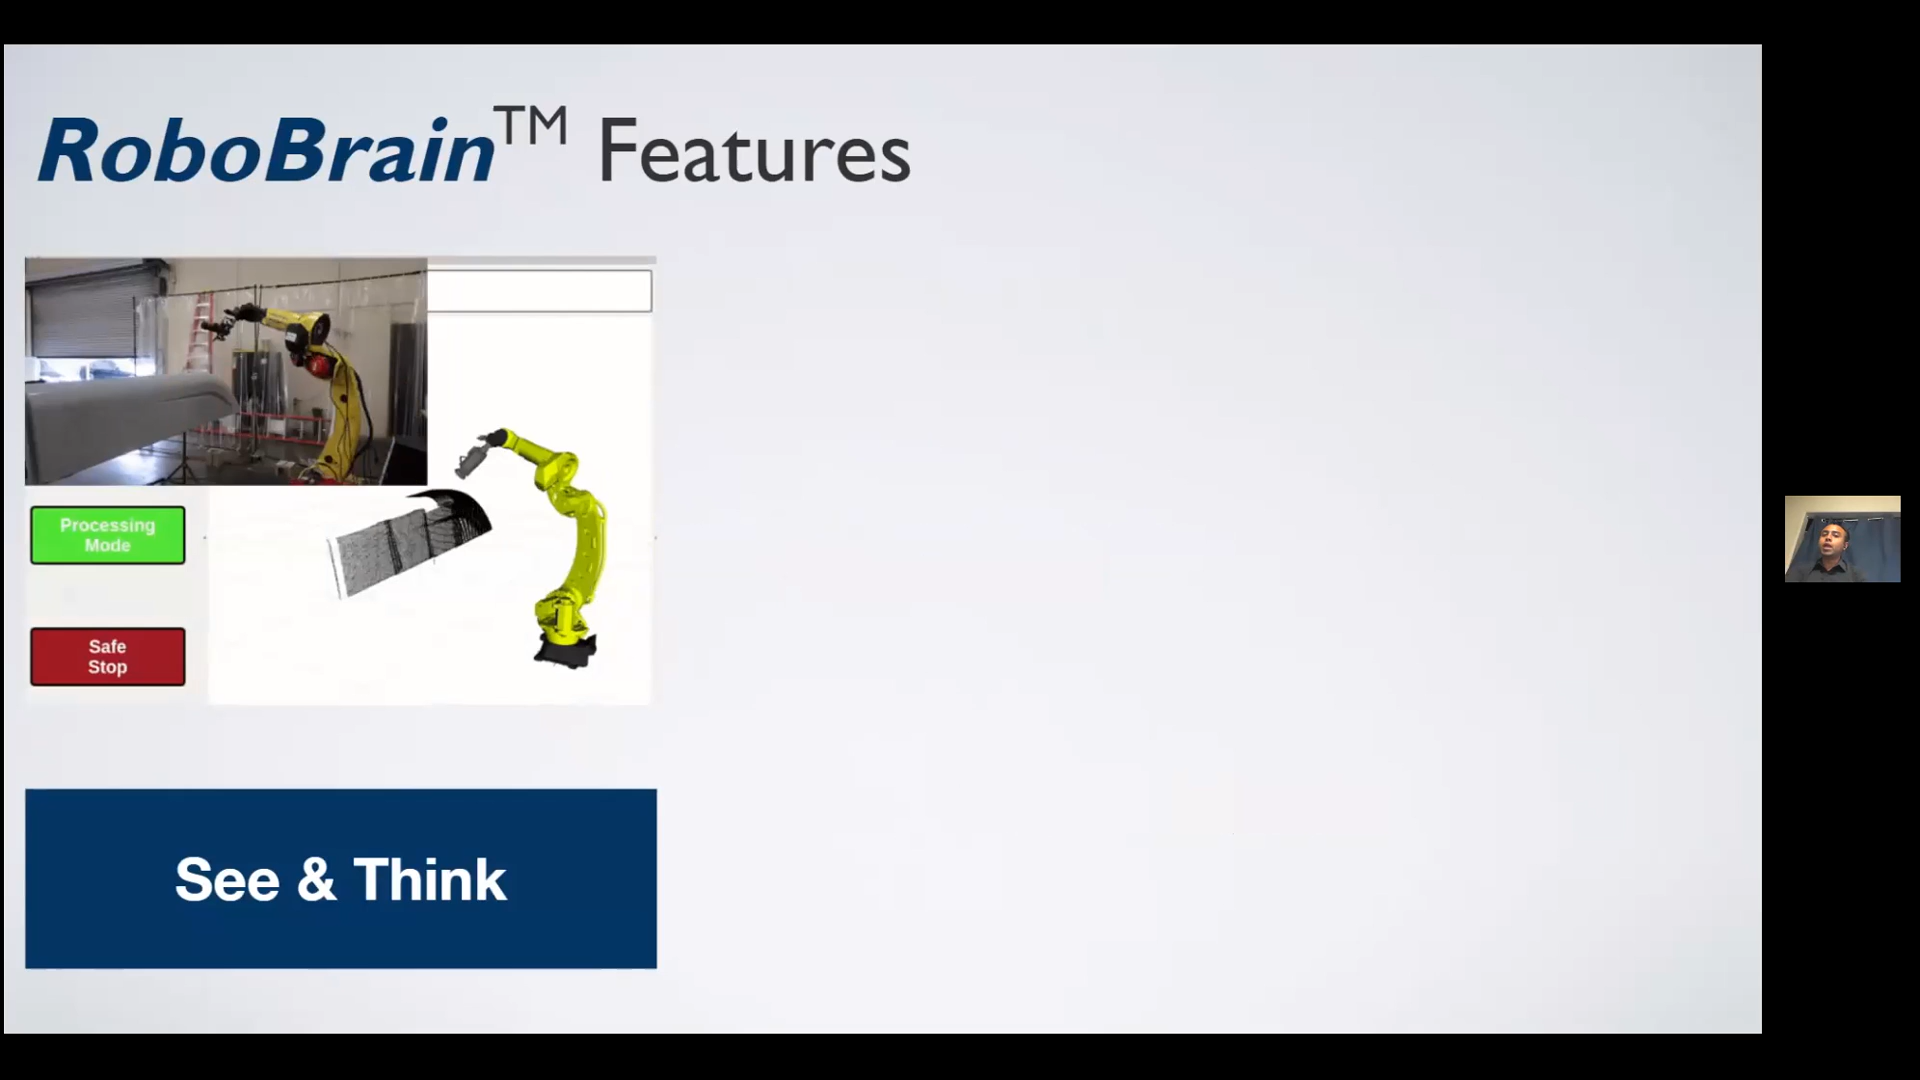 RoboBrain™ Features
Processing
Mode
Safe
Stop
See & Think